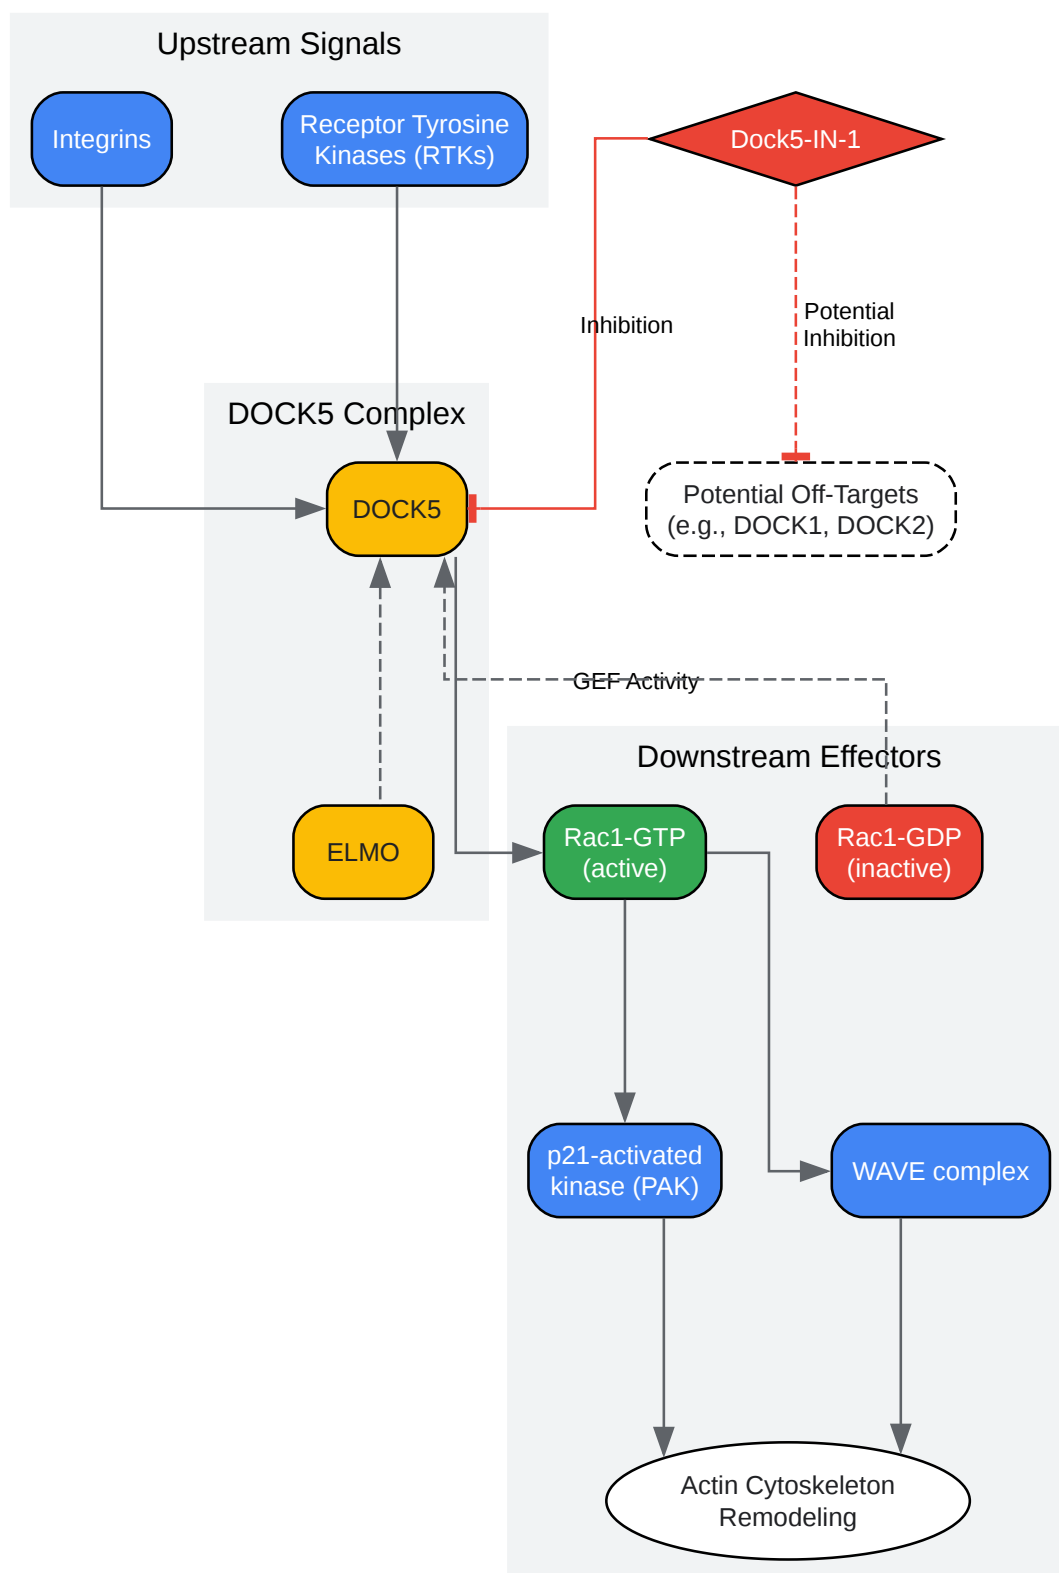 Upstream Signals
Integrins
Receptor Tyrosine
Kinases (RTKs)
Dock5-IN-1
Inhibition
Potential
Inhibition
DOCK5 Complex
DOCK5
Potential Off-Targets
(e.g., DOCK1, DOCK2)
GEF Activity
Downstream Effectors
ELMO
Rac1-GTP
(active)
Rac1-GDP
(inactive)
p21-activated
kinase (PAK)
WAVE complex
Actin Cytoskeleton
Remodeling